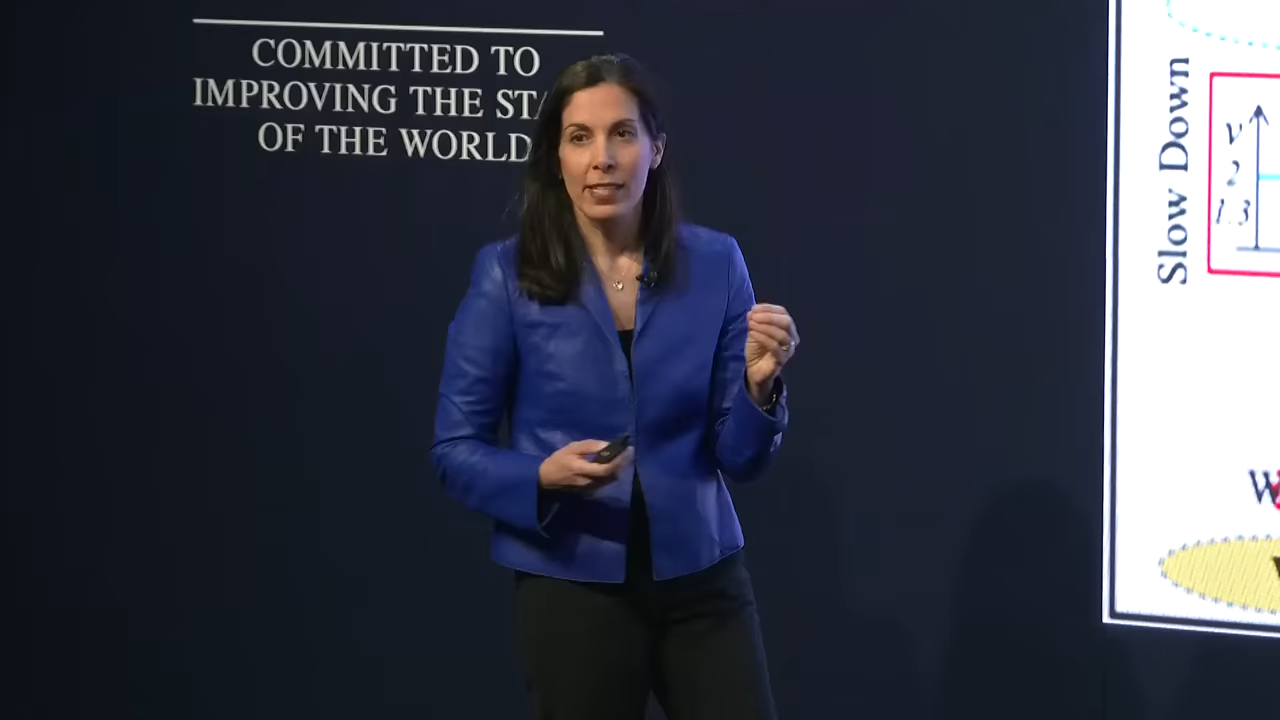 COMMITTED TO
IMPROVING THE STA
OF THE WORLD
Slow Down
V
2
1.3
W